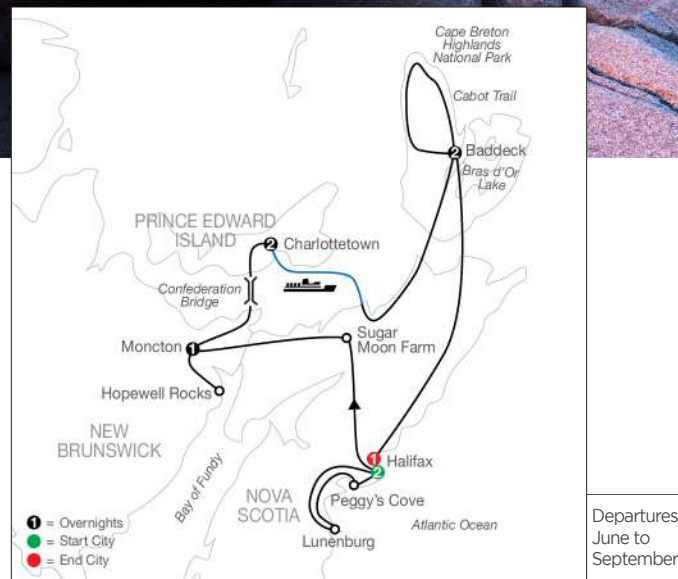 Cape Breton
Highlands
National Park
Cabot Trail
2 Baddeck
Bras d'Or
Lake
PRINCE EDWARD
ISLAND
2 Charlottetown
Confederation
Bridge
Moncton 1
Sugar
Moon Farm
Hopewell Rocks
NEW
BRUNSWICK
Bay of Fundy
1 Halifax
2
Peggy's Cove
NOVA
SCOTIA
Lunenburg
Atlantic Ocean
1 = Overnights
= Start City
= End City
Departures
June to
September